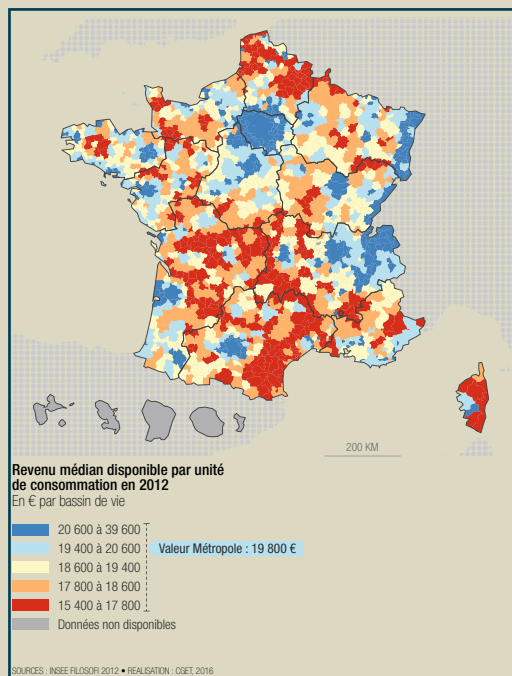 200 KM
Revenu médian disponible par unité
de consommation en 2012
En € par bassin de vie
20 600 à 39 600
19 400 à 20 600
Valeur Métropole : 19 800 €
18 600 à 19 400
17 800 à 18 600
15 400 à 17 800
Données non disponibles
SOURCES : INSEE FILOSOFI 2012 • REALISATION : CGET, 2016